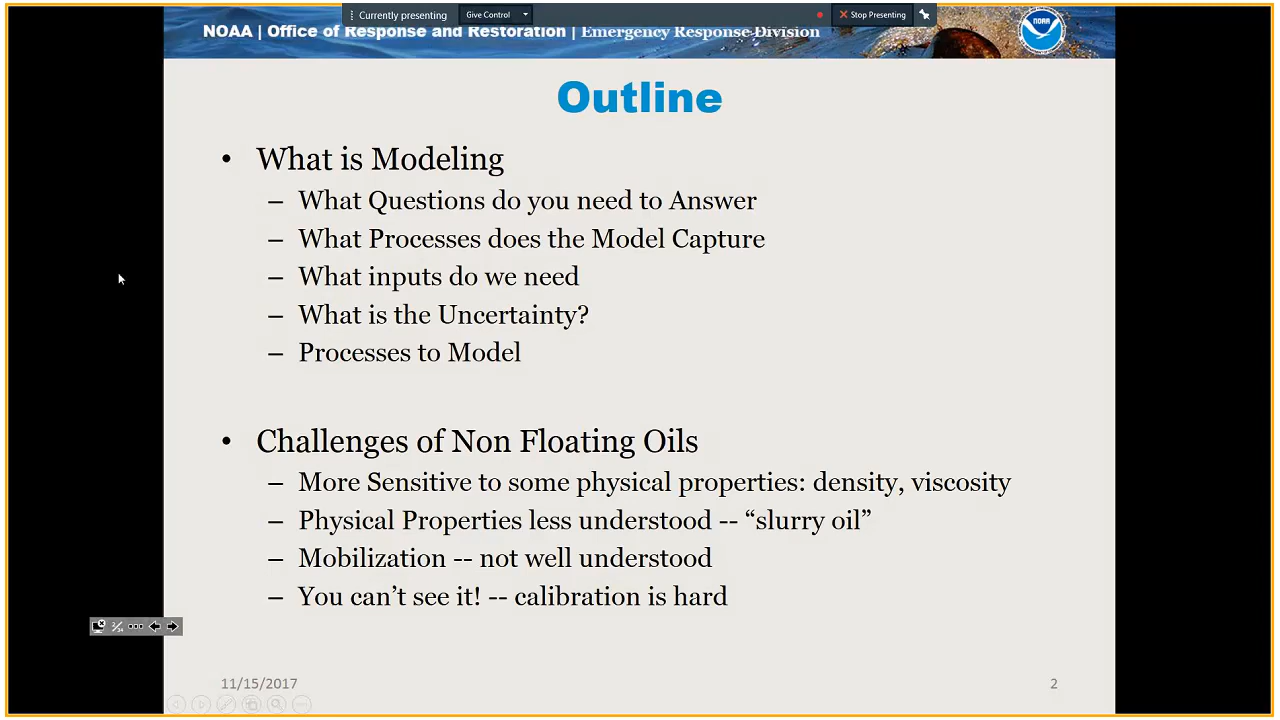 Currently presenting
Give Control
Stop Presenting
NOAA | Office of Response and Restoration | Emergency Response Division
NOAA
Outline
• What is Modeling
– What Questions do you need to Answer
– What Processes does the Model Capture
– What inputs do we need
– What is the Uncertainty?
– Processes to Model
• Challenges of Non Floating Oils
– More Sensitive to some physical properties: density, viscosity
– Physical Properties less understood -- “slurry oil”
– Mobilization -- not well understood
– You can’t see it! -- calibration is hard
2/34
11/15/2017
2